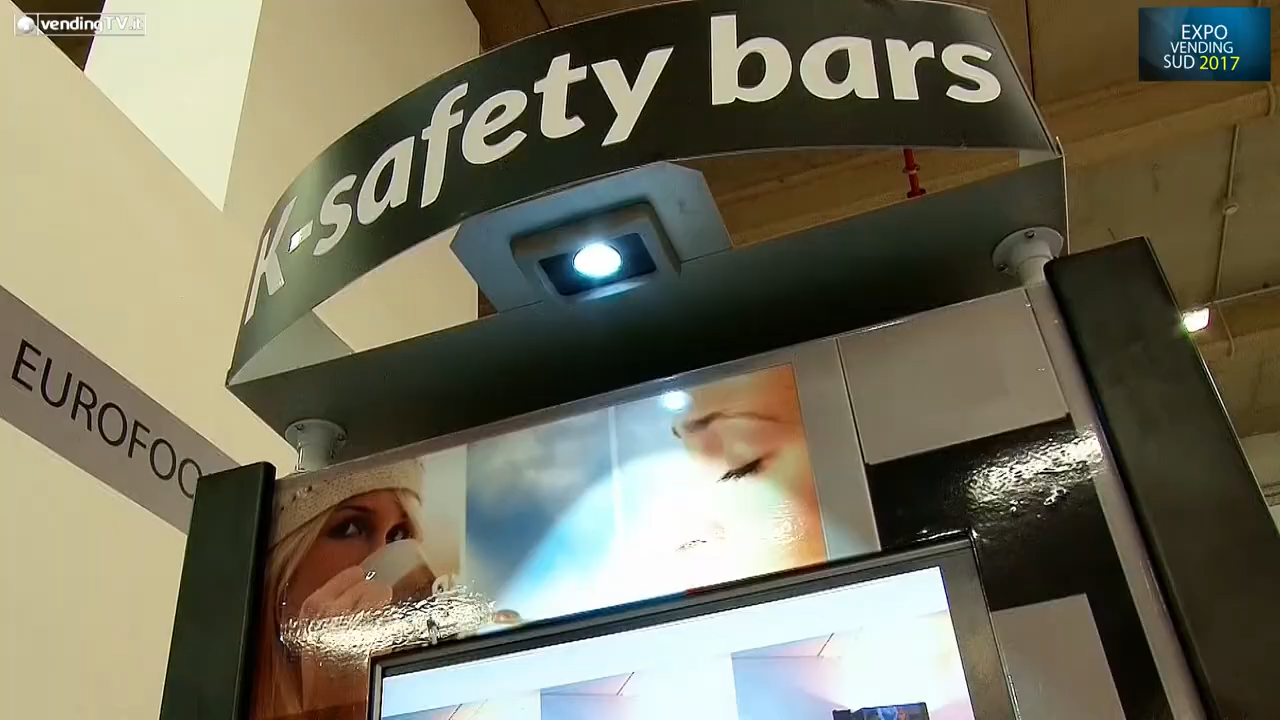 vendingTV.it
EXPO
VENDING
SUD 2017
K-safety bars
EUROFOO